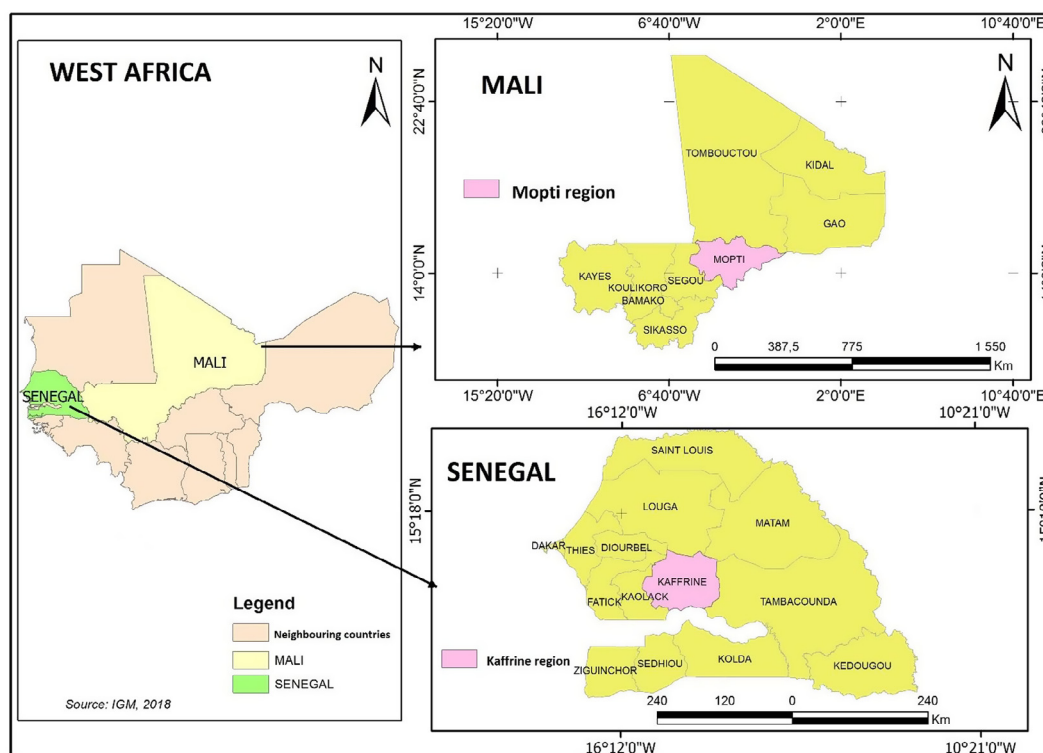 WEST AFRICA
N
MALI
SENEGAL
Legend
Neighbouring countries
MALI
SENEGAL
Source: IGM, 2018
15°20'0"W
6°40'0"W
2°0'0"E
10°40'0"E
22°40'0"N
14°0'0"N
MALI
N
Mopti region
TOMBOUCTOU
KIDAL
GAO
MOPTI
KAYES
SEGOU
KOULIKORO
BAMAKO
SIKASSO
0 387,5 775 1 550
Km
15°20'0"W
6°40'0"W
2°0'0"E
10°40'0"E
16°12'0"W
10°21'0"W
15°18'0"N
15°18'0"N
SENEGAL
SAINT LOUIS
LOUGA
MATAM
DAKAR
THIES
DIOURBEL
KAFFRINE
FATICK
KAOLACK
TAMBACOUNDA
Kaffrine region
ZIGUINCHOR
SEDHIOU
KOLDA
KEDOUGOU
240 120 0 240
Km
16°12'0"W
10°21'0"W